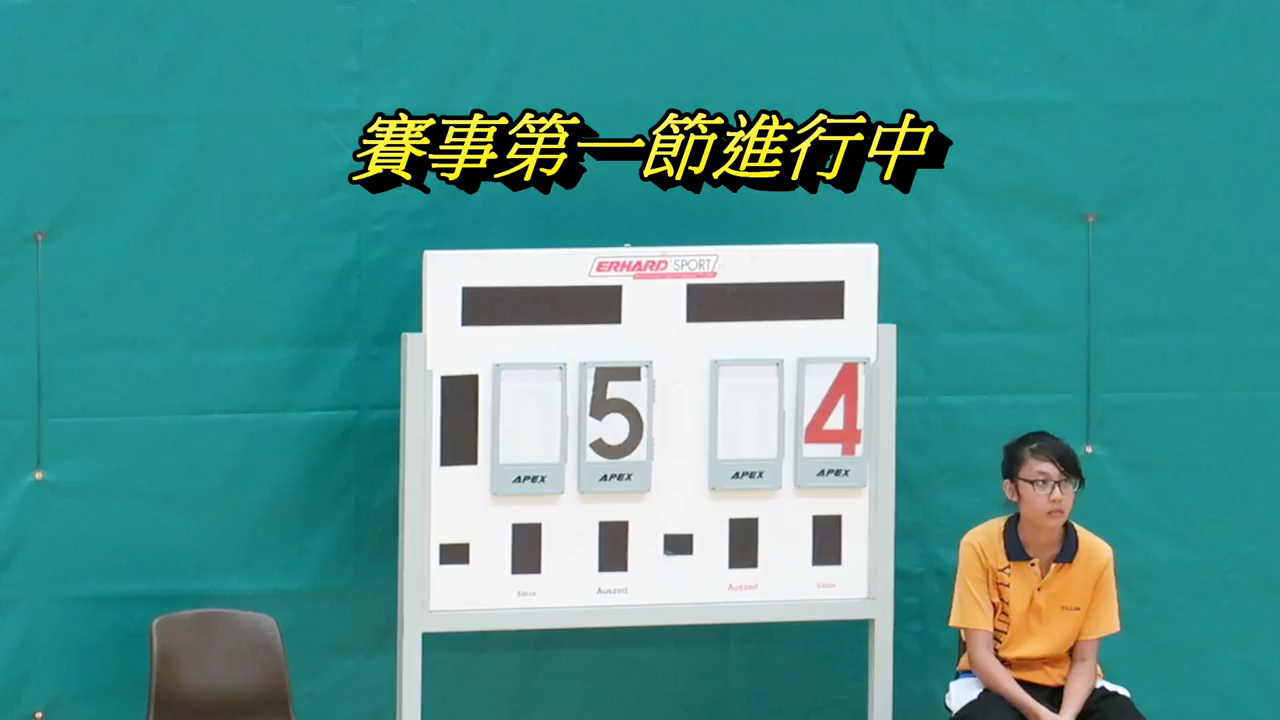 賽事第一節進行中
ERHARD SPORT
5 4
APEX APEX APEX APEX
Sätze Auszeit Auszeit Sätze